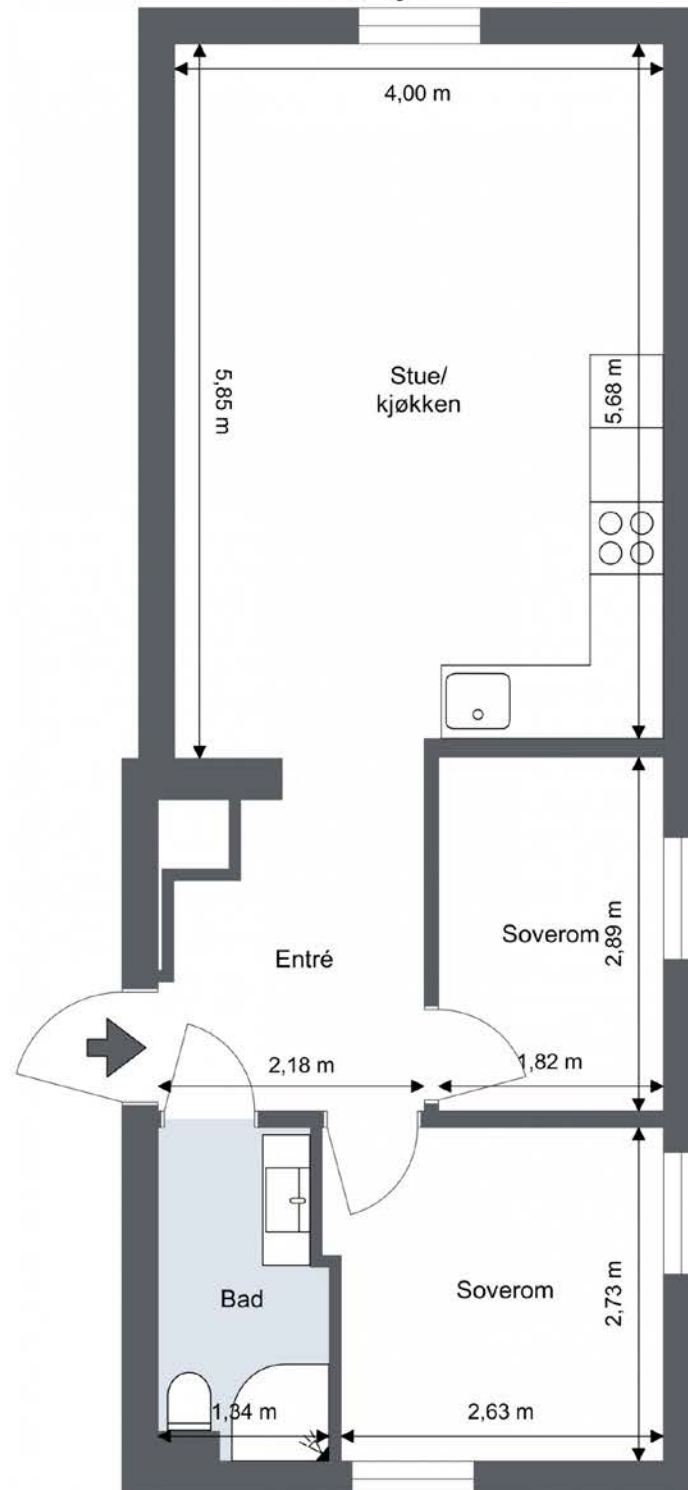 4,00 m
Stue/
kjøkken
5,85 m
5,68 m
Soverom
2,89 m
Entré
2,18 m
1,82 m
Bad
Soverom
2,73 m
1,34 m
2,63 m